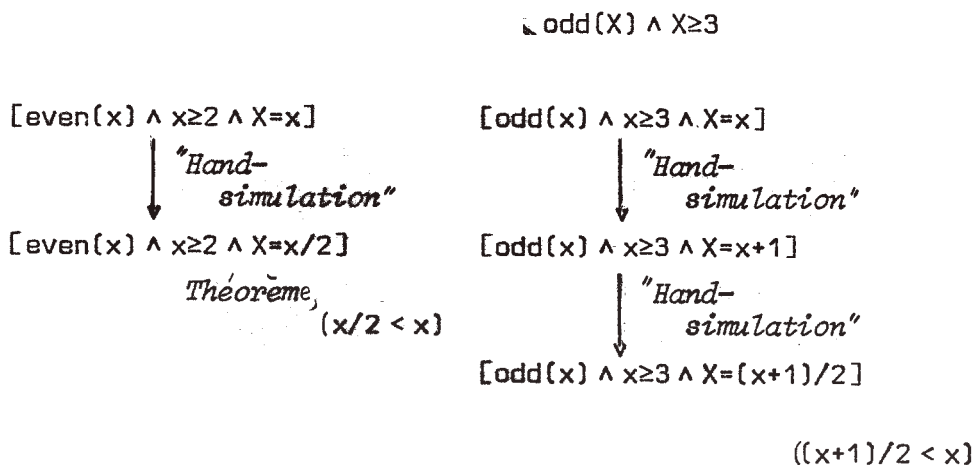 odd(X) ∧ X≥3
[even(x) ∧ x≥2 ∧ X=x]
"Hand-
simulation"
[even(x) ∧ x≥2 ∧ X=x/2]
Théorème,
(x/2 < x)
[odd(x) ∧ x≥3 ∧ X=x]
"Hand-
simulation"
[odd(x) ∧ x≥3 ∧ X=x+1]
"Hand-
simulation"
[odd(x) ∧ x≥3 ∧ X=(x+1)/2]
((x+1)/2 < x)